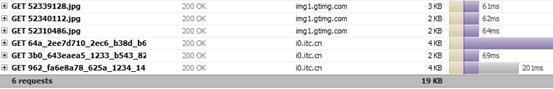 GET 52339128.jpg 200 OK img1.gtimg.com 3 KB 61ms
GET 52340112.jpg 200 OK img1.gtimg.com 2 KB 62ms
GET 52310486.jpg 200 OK img1.gtimg.com 2 KB 64ms
GET 64a_2ee7d710_2ec6_b38d_b6 200 OK i0.itc.cn 4 KB
GET 3b0_643eaea5_1233_b543_82 200 OK i0.itc.cn 2 KB 69ms
GET 962_fa6e8a78_625a_1234_14 200 OK i0.itc.cn 4 KB 201ms
6 requests 19 KB